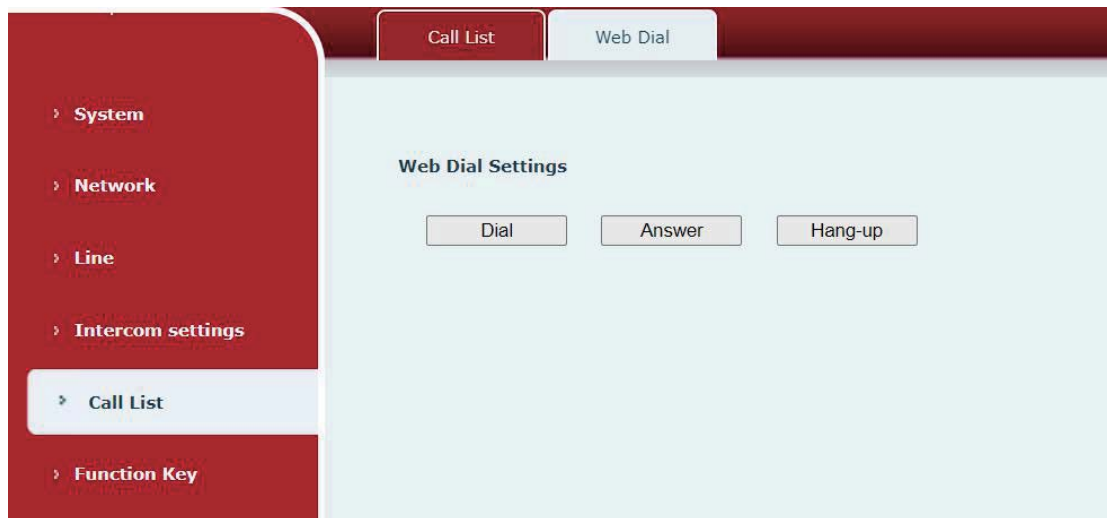 Call List
Web Dial
System
Network
Line
Intercom settings
Call List
Function Key
Web Dial Settings
Dial
Answer
Hang-up